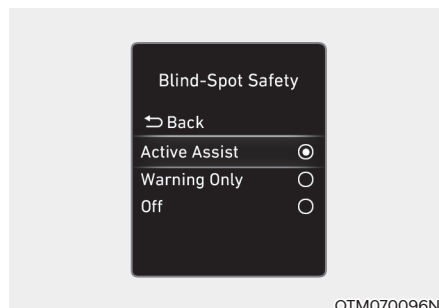 Blind-Spot Safety
Back
Active Assist
Warning Only
Off
OTM070096N